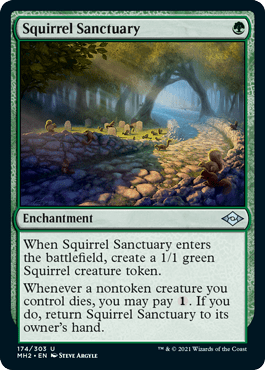 Squirrel Sanctuary
Enchantment
When Squirrel Sanctuary enters
the battlefield, create a 1/1 green
Squirrel creature token.
Whenever a nontoken creature you
control dies, you may pay 1. If you
do, return Squirrel Sanctuary to its
owner's hand.
174/303 U
MH2 • EN Steve Argyle
™ & © 2021 Wizards of the Coast